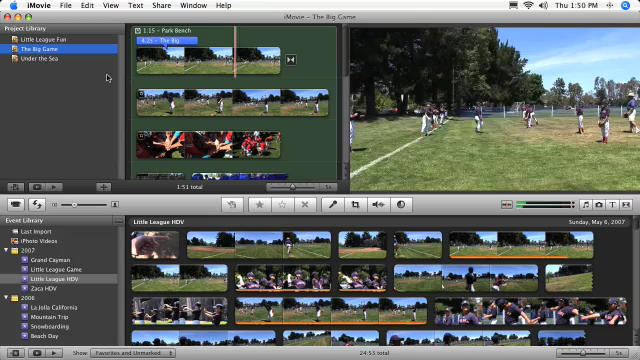 iMovie File Edit View Text Share Window Help
Thu 1:50 PM
iMovie – The Big Game
Project Library
Little League Fun
The Big Game
Under the Sea
1:15 - Park Bench
4.2s - The Big
1:51 total
5s
Event Library
Last Import
iPhoto Videos
2007
Grand Cayman
Little League Game
Little League HDV
Zaca HDV
2006
La Jolla California
Mountain Trip
Snowboarding
Beach Day
Little League HDV
Sunday, May 6, 2007
Show: Favorites and Unmarked
24:53 total
5s